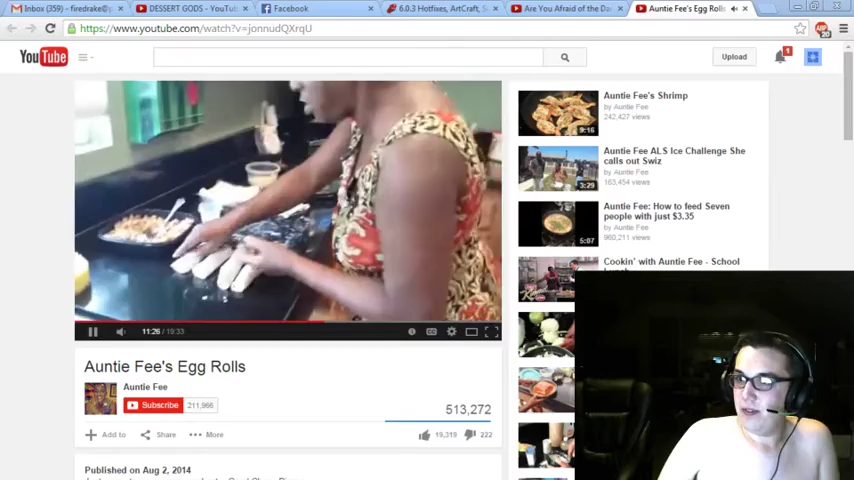 Inbox (359) - firedrake@g
DESSERT GODS - YouTub
Facebook
6.0.3 Hotfixes, ArtCraft, S
Are You Afraid of the Da
Auntie Fee's Egg Rolls
https://www.youtube.com/watch?v=jonnudQXrqU
20
YouTube
Upload
1
Auntie Fee's Shrimp
by Auntie Fee
242,427 views
9:16
Auntie Fee ALS Ice Challenge She
calls out Swiz
by Auntie Fee
163,454 views
3:29
Auntie Fee: How to feed Seven
people with just $3.35
by Auntie Fee
960,211 views
5:07
Cookin' with Auntie Fee - School
11:26 / 19:33
Auntie Fee's Egg Rolls
Auntie Fee
Subscribe 211,966
513,272
Add to Share More
19,319 222
Published on Aug 2, 2014